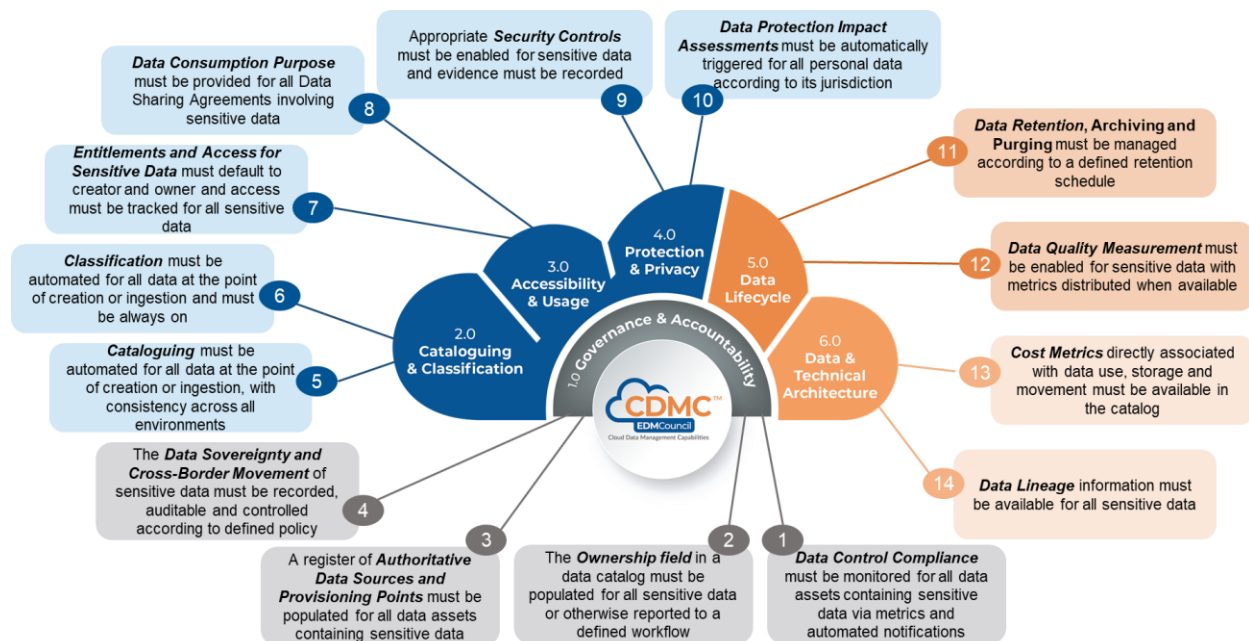 Data Consumption Purpose
must be provided for all Data
Sharing Agreements involving
sensitive data
8
Appropriate Security Controls
must be enabled for sensitive data
and evidence must be recorded
9
Data Protection Impact
Assessments must be automatically
triggered for all personal data
according to its jurisdiction
10
Entitlements and Access for
Sensitive Data must default to
creator and owner and access
must be tracked for all sensitive
data
7
Data Retention, Archiving and
Purging must be managed
according to a defined retention
schedule
11
Classification must be
automated for all data at the
point of creation or ingestion and must
be always on
6
Data Quality Measurement must
be enabled for sensitive data with
metrics distributed when available
12
Cataloguing must be
automated for all data at the point
of creation or ingestion, with
consistency across all
environments
5
Cost Metrics directly associated
with data use, storage and
movement must be available in
the catalog
13
The Data Sovereignty and
Cross-Border Movement of
sensitive data must be recorded,
auditable and controlled
according to defined policy
4
Data Lineage information must
be available for all sensitive data
14
A register of Authoritative
Data Sources and
Provisioning Points must be
populated for all data assets
containing sensitive data
3
The Ownership field in a
data catalog must be
populated for all sensitive data
or otherwise reported to a
defined workflow
2
Data Control Compliance
must be monitored for all data
assets containing sensitive
data via metrics and
automated notifications
1
1.0 Governance & Accountability
2.0
Cataloguing
& Classification
3.0
Accessibility
& Usage
4.0
Protection
& Privacy
5.0
Data
Lifecycle
6.0
Data &
Technical
Architecture
CDMC™
EDMCouncil
Cloud Data Management Capabilities